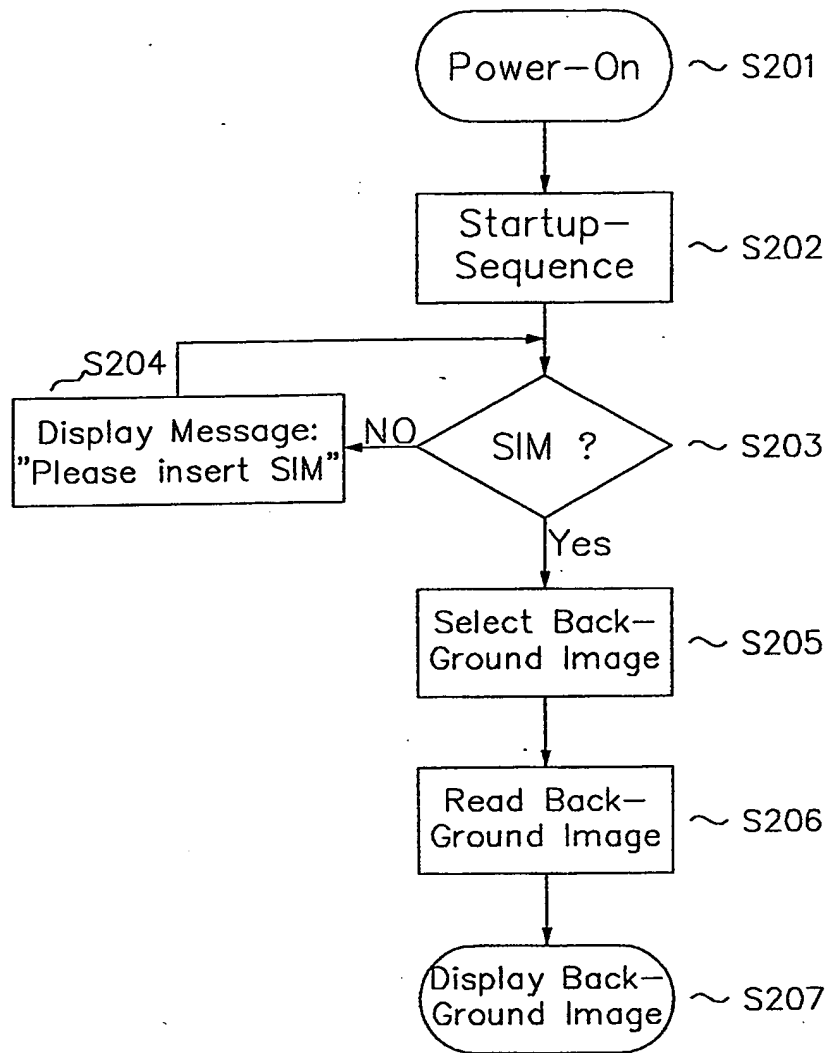 Power-On
S201
Startup-
Sequence
S202
S204
Display Message:
"Please insert SIM"
NO
SIM ?
S203
Yes
Select Back-
Ground Image
S205
Read Back-
Ground Image
S206
Display Back-
Ground Image
S207